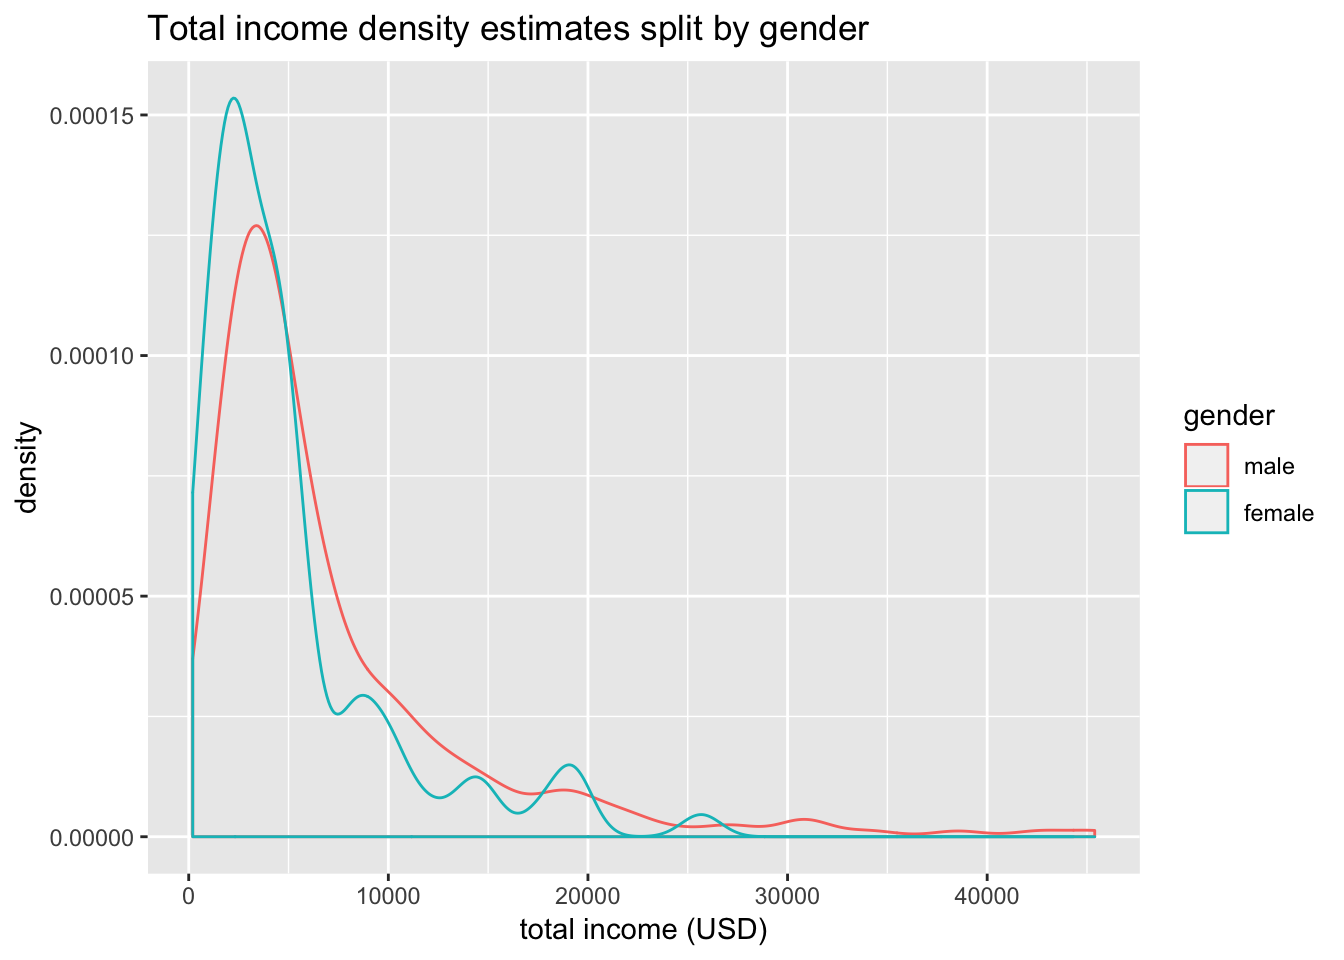 Total income density estimates split by gender
0.00015
0.00010
0.00005
0.00000
density
0 10000 20000 30000 40000
total income (USD)
gender
male
female